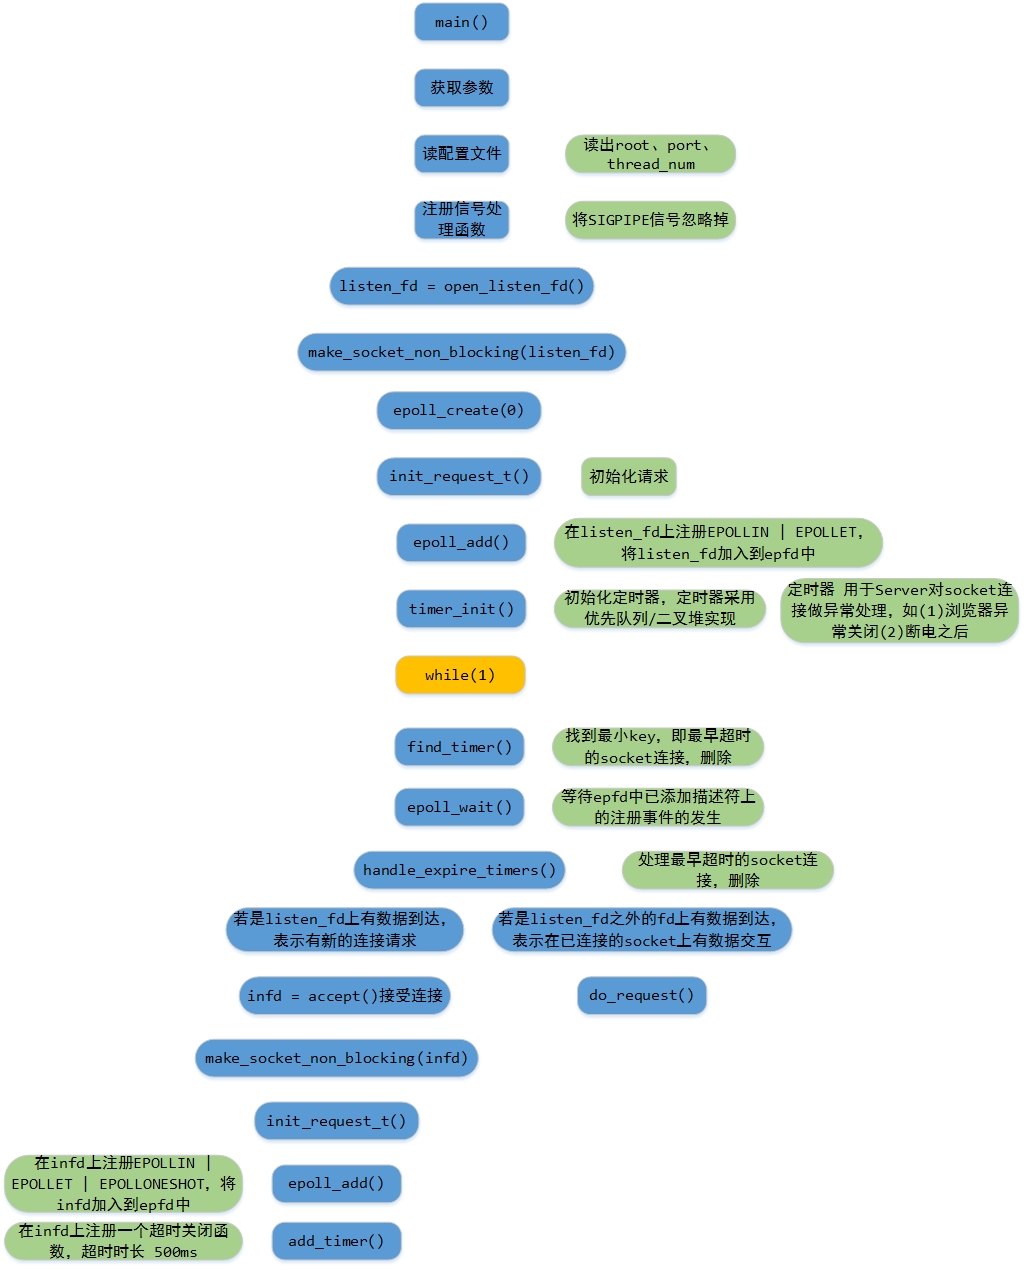 main()
获取参数
读配置文件
读出root、port、
thread_num
注册信号处
理函数
将SIGPIPE信号忽略掉
listen_fd = open_listen_fd()
make_socket_non_blocking(listen_fd)
epoll_create(0)
init_request_t()
初始化请求
epoll_add()
在listen_fd上注册EPOLLIN | EPOLLET,
将listen_fd加入到epfd中
timer_init()
初始化定时器，定时器采用
优先队列/二叉堆实现
定时器 用于Server对socket连
接做异常处理，如(1)浏览器异
常关闭(2)断电之后
while(1)
find_timer()
找到最小key，即最早超时
的socket连接，删除
epoll_wait()
等待epfd中已添加描述符上
的注册事件的发生
handle_expire_timers()
处理最早超时的socket连
接，删除
若是listen_fd上有数据到达，
表示有新的连接请求
若是listen_fd之外的fd上有数据到达，
表示在已连接的socket上有数据交互
infd = accept()接受连接
do_request()
make_socket_non_blocking(infd)
init_request_t()
在infd上注册EPOLLIN |
EPOLLET | EPOLLONESHOT，将
infd加入到epfd中
epoll_add()
在infd上注册一个超时关闭函
数，超时时长 500ms
add_timer()